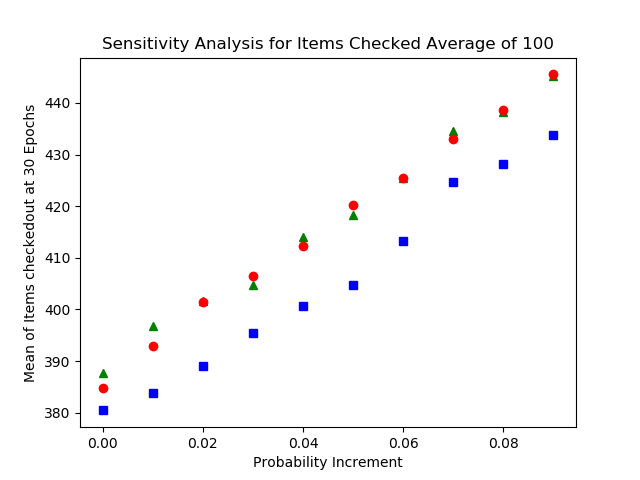 Sensitivity Analysis for Items Checked Average of 100
Mean of Items checkedout at 30 Epochs
440
430
420
410
400
390
380
0.00 0.02 0.04 0.06 0.08
Probability Increment